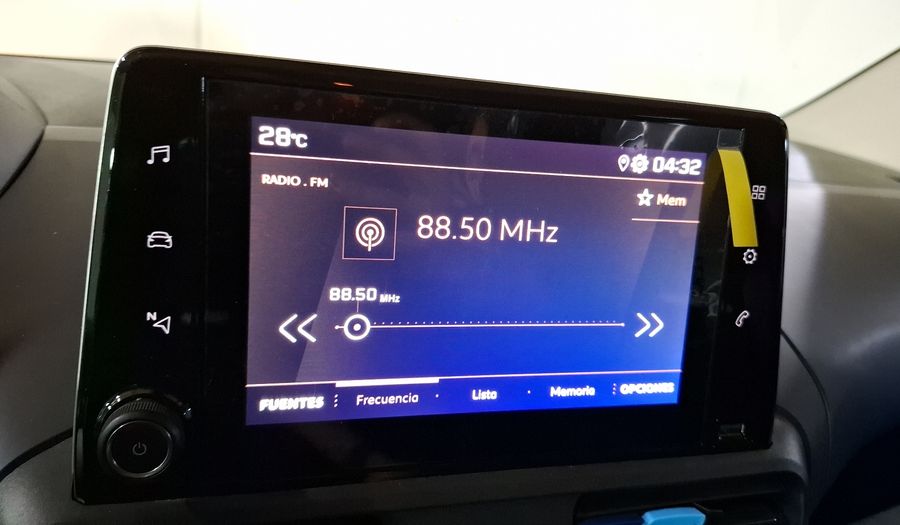 28°C
04:32
RADIO . FM
Mem
88.50 MHz
88.50 MHz
FUENTES Frecuencia Lista Memoria OPCIONES
N